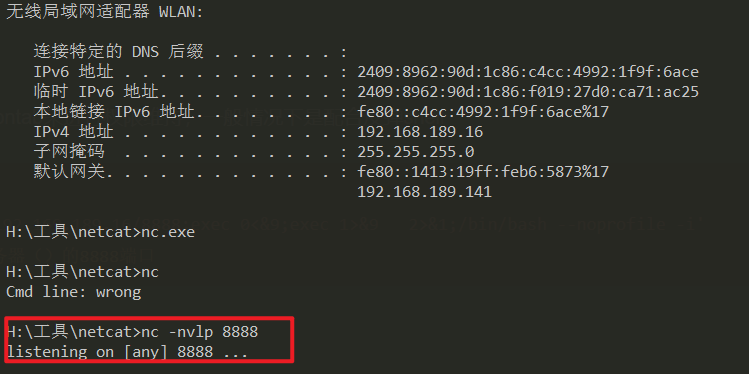 无线局域网适配器 WLAN:
连接特定的 DNS 后缀 . . . . . . . :
IPv6 地址 . . . . . . . . . . . . : 2409:8962:90d:1c86:c4cc:4992:1f9f:6ace
临时 IPv6 地址. . . . . . . . . . : 2409:8962:90d:1c86:f019:27d0:ca71:ac25
本地链接 IPv6 地址. . . . . . . . : fe80::c4cc:4992:1f9f:6ace%17
IPv4 地址 . . . . . . . . . . . . : 192.168.189.16
子网掩码  . . . . . . . . . . . . : 255.255.255.0
默认网关. . . . . . . . . . . . . : fe80::1413:19ff:feb6:5873%17
192.168.189.141
H:\工具\netcat>nc.exe
H:\工具\netcat>nc
Cmd line: wrong
H:\工具\netcat>nc -nvlp 8888
listening on [any] 8888 ...